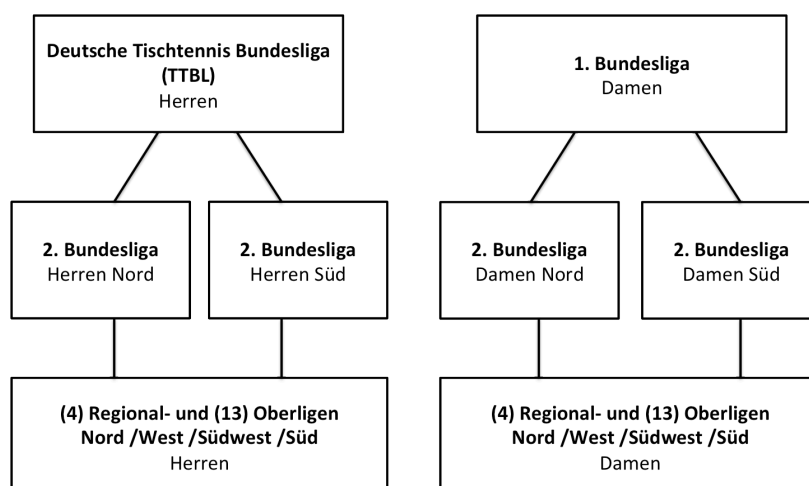 Deutsche Tischtennis Bundesliga
(TTBL)
Herren
1. Bundesliga
Damen
2. Bundesliga
Herren Nord
2. Bundesliga
Herren Süd
2. Bundesliga
Damen Nord
2. Bundesliga
Damen Süd
(4) Regional- und (13) Oberligen
Nord /West /Südwest /Süd
Herren
(4) Regional- und (13) Oberligen
Nord /West /Südwest /Süd
Damen